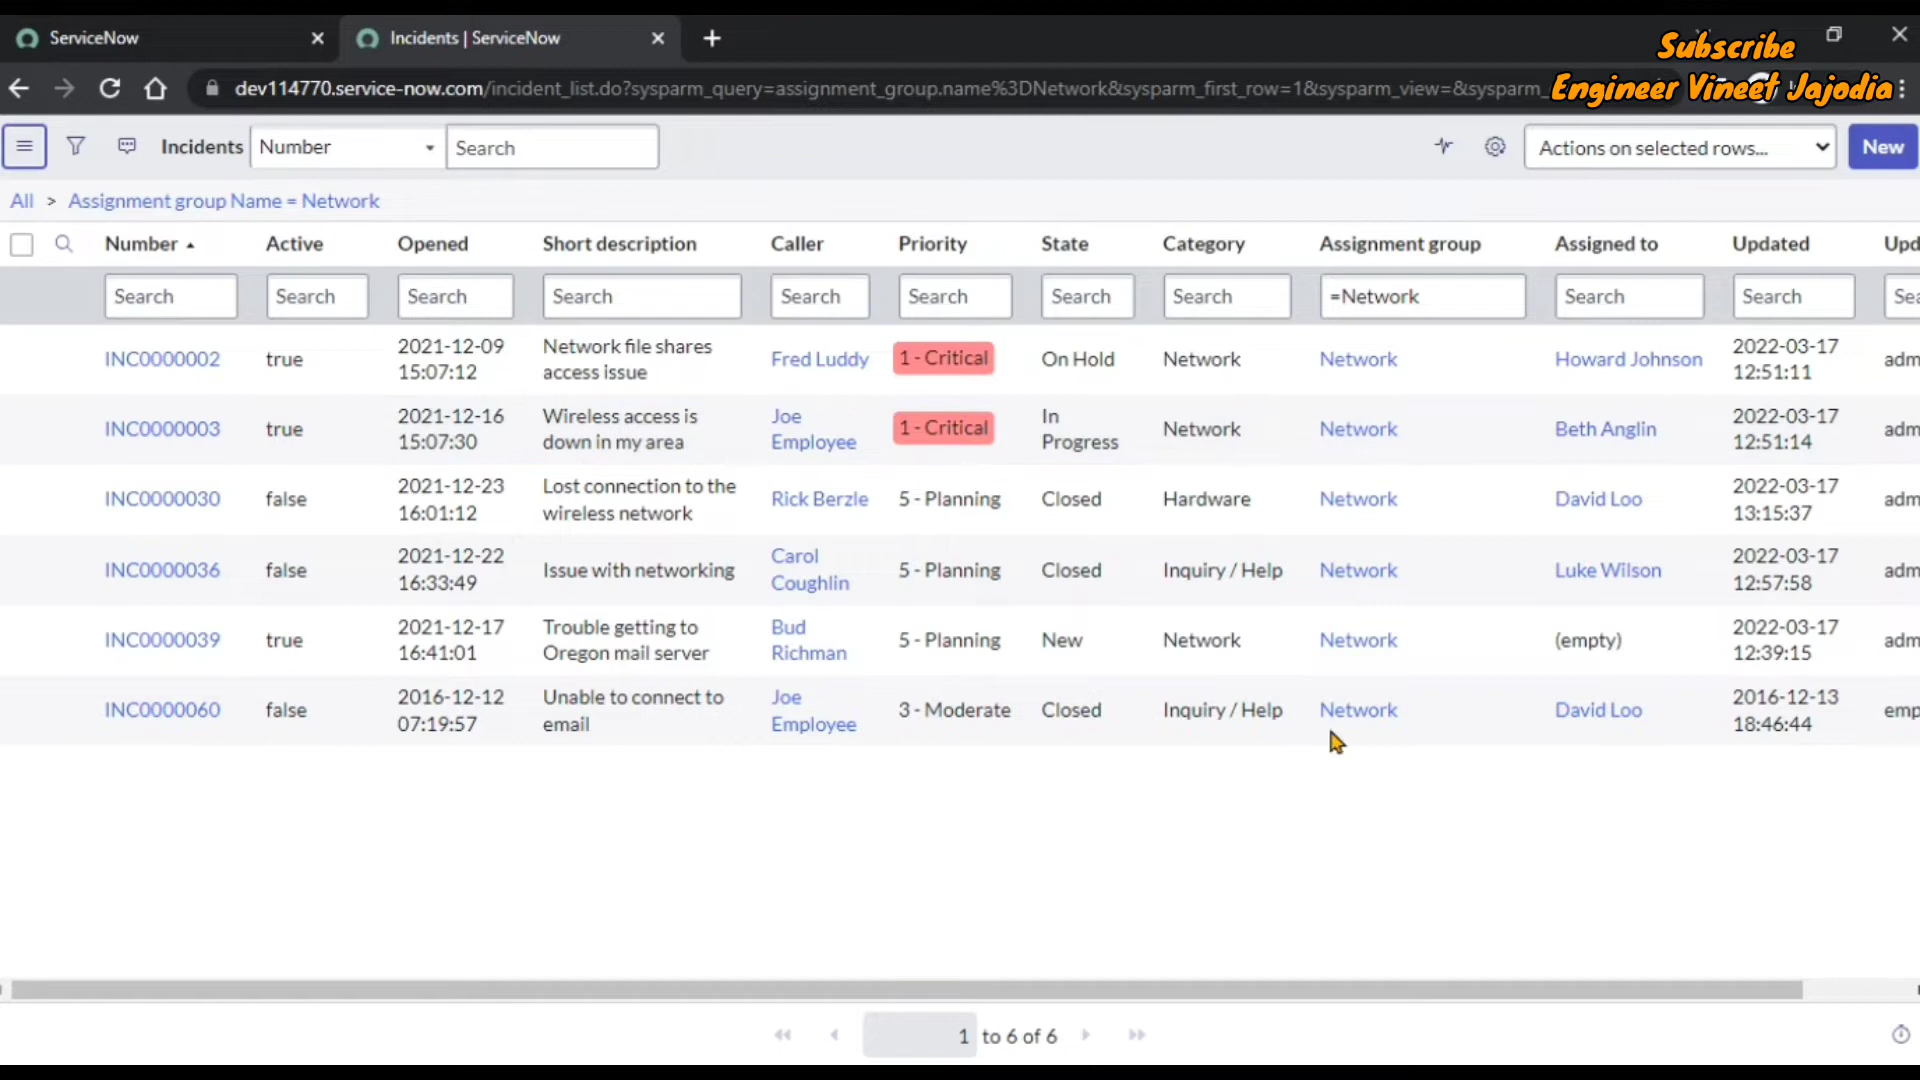 ServiceNow
Incidents | ServiceNow
Subscribe
Engineer Vineet Jajodia
dev114770.service-now.com/incident_list.do?sysparm_query=assignment_group.name%3DNetwork&sysparm_first_row=1&sysparm_view=&sysparm_
Incidents Number Search Actions on selected rows... New
All > Assignment group Name = Network
Number Active Opened Short description Caller Priority State Category Assignment group Assigned to Updated Upd
Search Search Search Search Search Search Search Search =Network Search Search Sea
INC0000002 true 2021-12-09 15:07:12 Network file shares access issue Fred Luddy 1 - Critical On Hold Network Network Howard Johnson 2022-03-17 12:51:11 adm
INC0000003 true 2021-12-16 15:07:30 Wireless access is down in my area Joe Employee 1 - Critical In Progress Network Network Beth Anglin 2022-03-17 12:51:14 adm
INC0000030 false 2021-12-23 16:01:12 Lost connection to the wireless network Rick Berzle 5 - Planning Closed Hardware Network David Loo 2022-03-17 13:15:37 adm
INC0000036 false 2021-12-22 16:33:49 Issue with networking Carol Coughlin 5 - Planning Closed Inquiry / Help Network Luke Wilson 2022-03-17 12:57:58 adm
INC0000039 true 2021-12-17 16:41:01 Trouble getting to Oregon mail server Bud Richman 5 - Planning New Network Network (empty) 2022-03-17 12:39:15 adm
INC0000060 false 2016-12-12 07:19:57 Unable to connect to email Joe Employee 3 - Moderate Closed Inquiry / Help Network David Loo 2016-12-13 18:46:44 emp
1 to 6 of 6